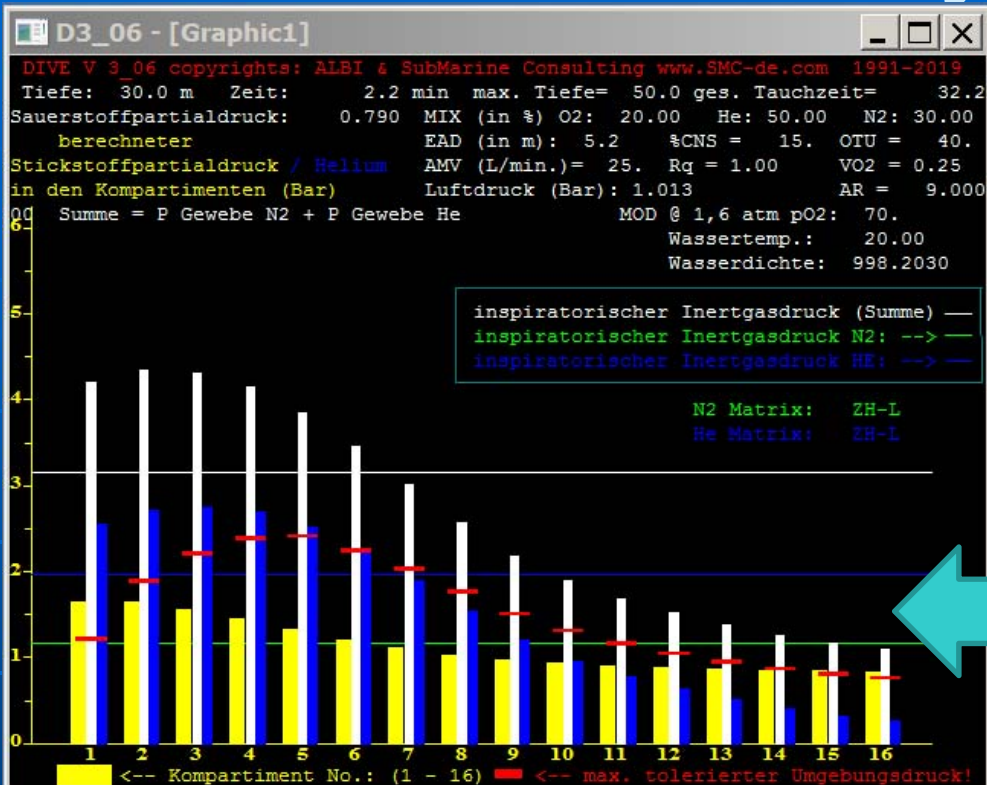 D3_06 - [Graphic1]
DIVE V 3_06 copyrights: ALBI & SubMarine Consulting www.SMC-de.com 1991-2019
Tiefe: 30.0 m Zeit: 2.2 min max. Tiefe= 50.0 ges. Tauchzeit= 32.2
Sauerstoffpartialdruck: 0.790 MIX (in %) O2: 20.00 He: 50.00 N2: 30.00
berechneter EAD (in m): 5.2 %CNS = 15. OTU = 40.
Stickstoffpartialdruck / Helium AMV (L/min.)= 25. Rq = 1.00 VO2 = 0.25
in den Kompartimenten (Bar) Luftdruck (Bar): 1.013 AR = 9.000
00 Summe = P Gewebe N2 + P Gewebe He MOD @ 1,6 atm pO2: 70.
Wassertemp.: 20.00
Wasserdichte: 998.2030
inspiratorischer Inertgasdruck (Summe) —
inspiratorischer Inertgasdruck N2: --> —
inspiratorischer Inertgasdruck HE: --> —
N2 Matrix: ZH-L
He Matrix: ZH-L
6
5
4
3
2
1
0
1 2 3 4 5 6 7 8 9 10 11 12 13 14 15 16
<-- Kompartiment No.: (1 - 16) <-- max. tolerierter Umgebungsdruck!